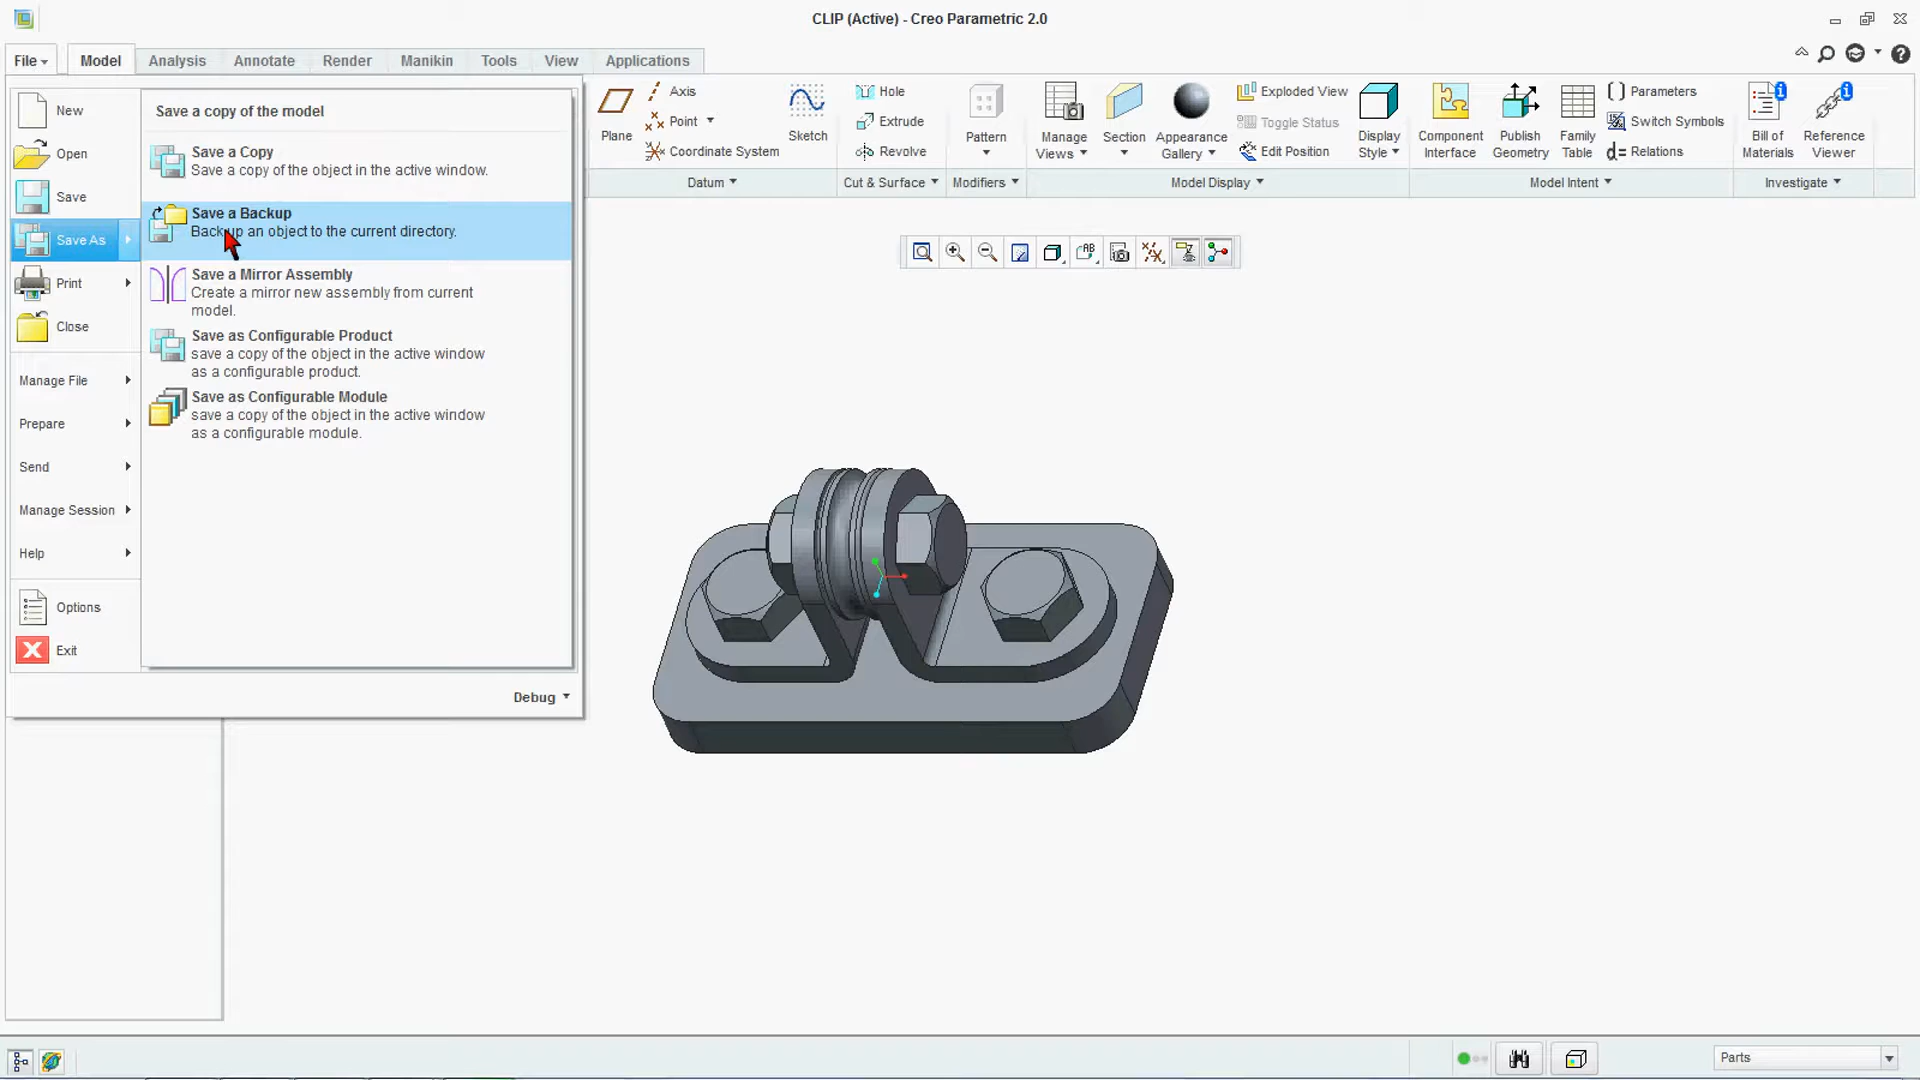 CLIP (Active) - Creo Parametric 2.0
File
Model
Analysis
Annotate
Render
Manikin
Tools
View
Applications
New
Open
Save
Save As
Print
Close
Manage File
Prepare
Send
Manage Session
Help
Options
Exit
Save a copy of the model
Save a Copy
Save a copy of the object in the active window.
Save a Backup
Backup an object to the current directory.
Save a Mirror Assembly
Create a mirror new assembly from current
model.
Save as Configurable Product
save a copy of the object in the active window
as a configurable product.
Save as Configurable Module
save a copy of the object in the active window
as a configurable module.
Debug
Plane
Axis
Point
Coordinate System
Sketch
Datum
Hole
Extrude
Revolve
Cut & Surface
Pattern
Modifiers
Manage
Views
Section
Appearance
Gallery
Exploded View
Toggle Status
Edit Position
Display
Style
Model Display
Component
Interface
Publish
Geometry
Family
Table
Parameters
Switch Symbols
d= Relations
Model Intent
Bill of
Materials
Reference
Viewer
Investigate
AB
Parts